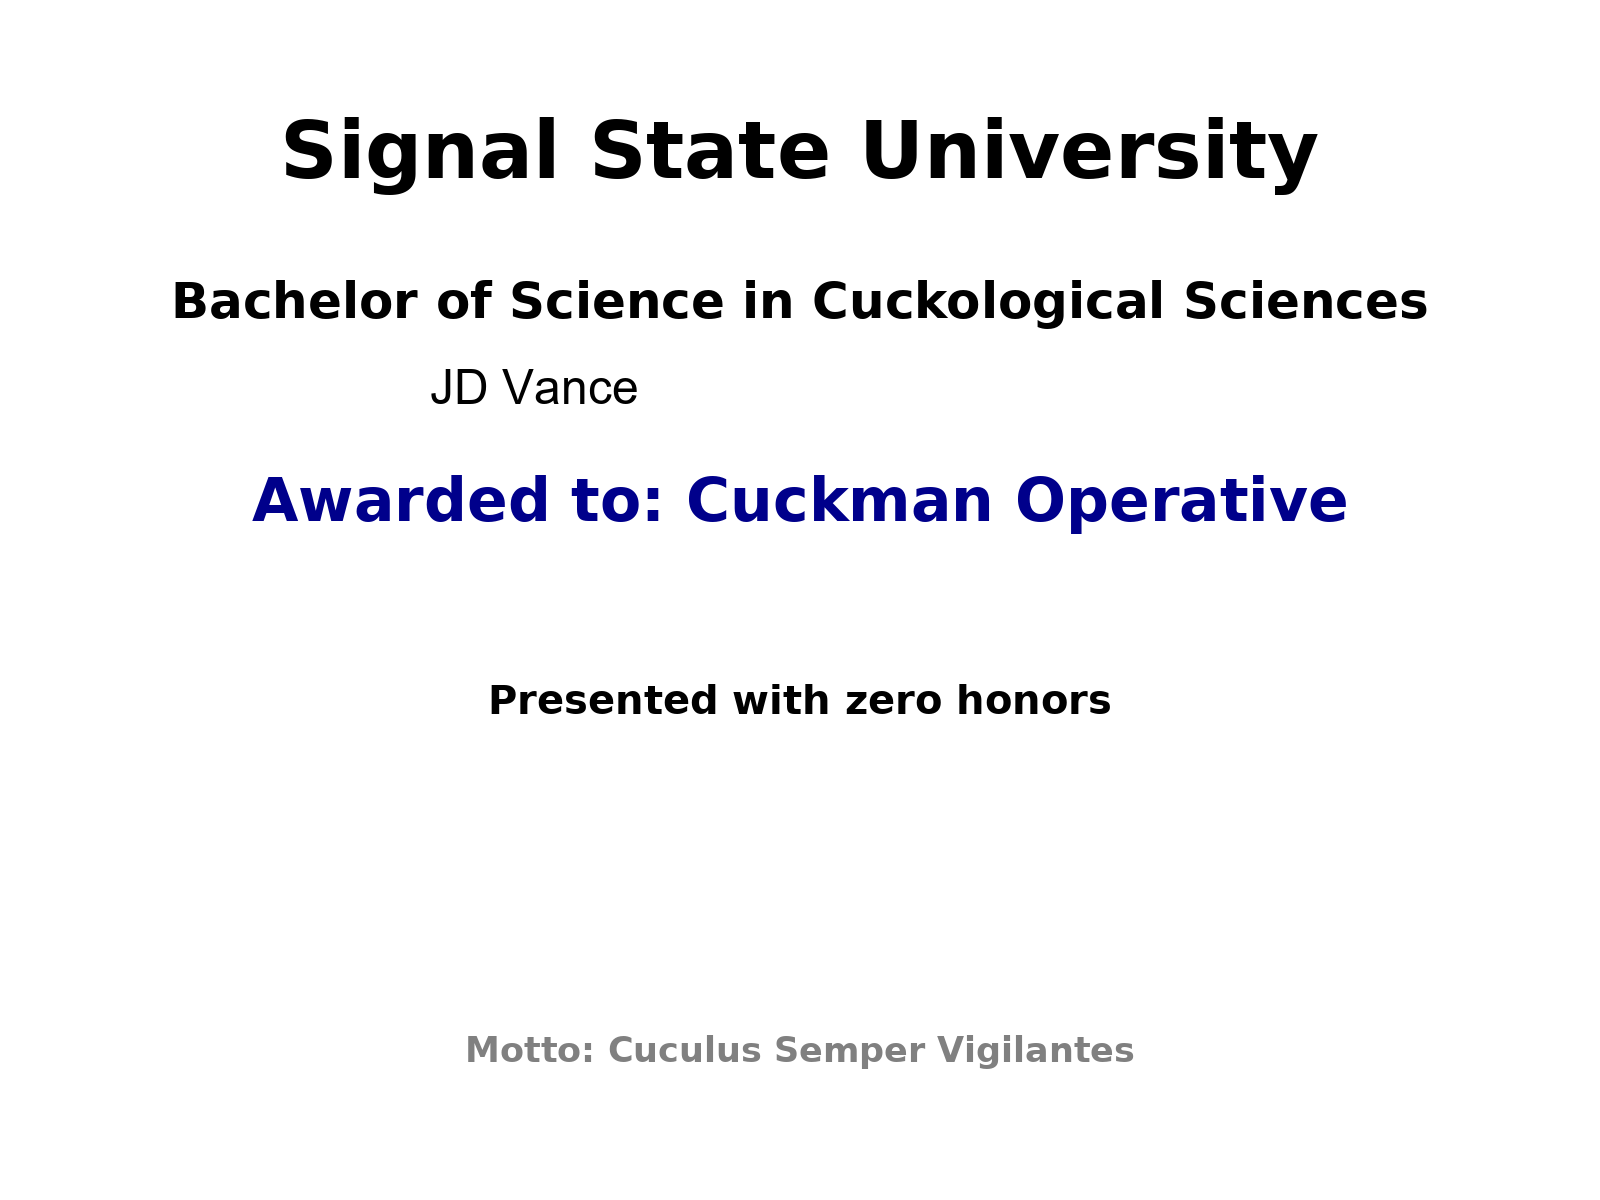 Signal State University
Bachelor of Science in Cuckological Sciences
JD Vance
Awarded to: Cuckman Operative
Presented with zero honors
Motto: Cuculus Semper Vigilantes